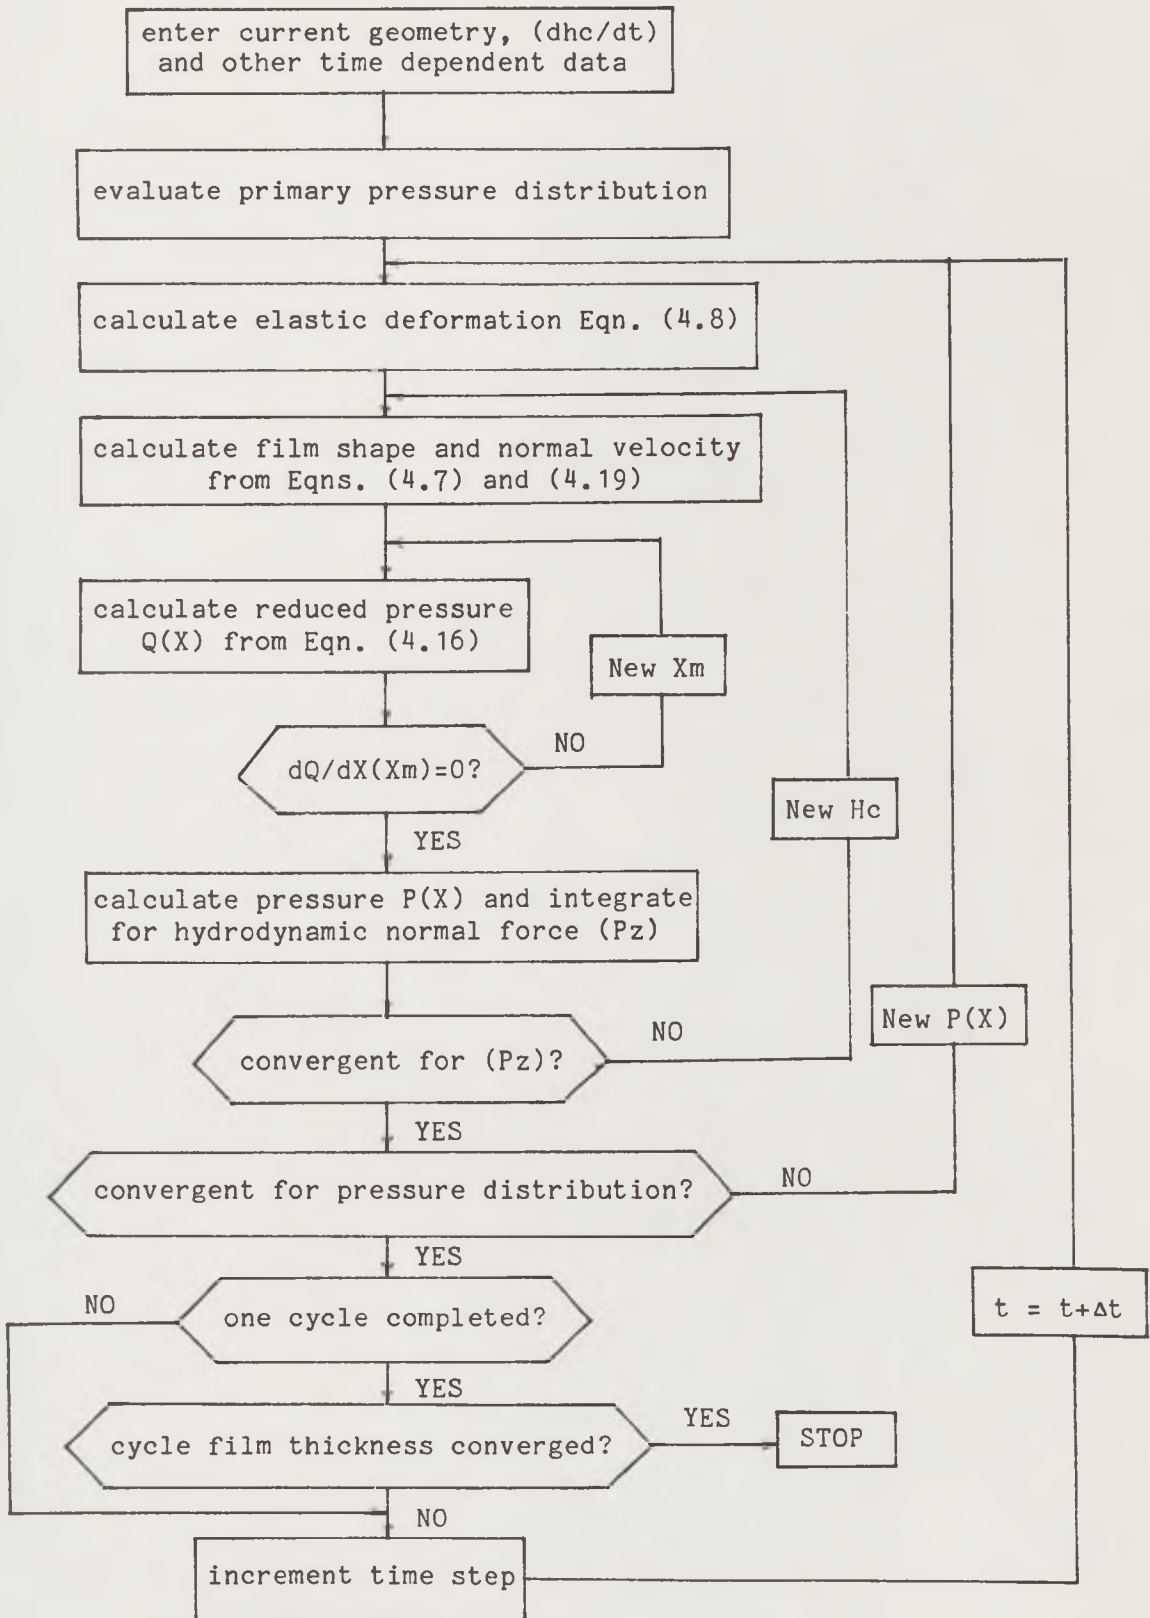 enter current geometry, (dhc/dt)
and other time dependent data
evaluate primary pressure distribution
calculate elastic deformation Eqn. (4.8)
calculate film shape and normal velocity
from Eqns. (4.7) and (4.19)
calculate reduced pressure
Q(X) from Eqn. (4.16)
New Xm
NO
dQ/dX(Xm)=0?
YES
New Hc
calculate pressure P(X) and integrate
for hydrodynamic normal force (Pz)
New P(X)
NO
convergent for (Pz)?
YES
convergent for pressure distribution?
NO
YES
NO
one cycle completed?
t = t+Δt
YES
cycle film thickness converged?
YES
STOP
NO
increment time step